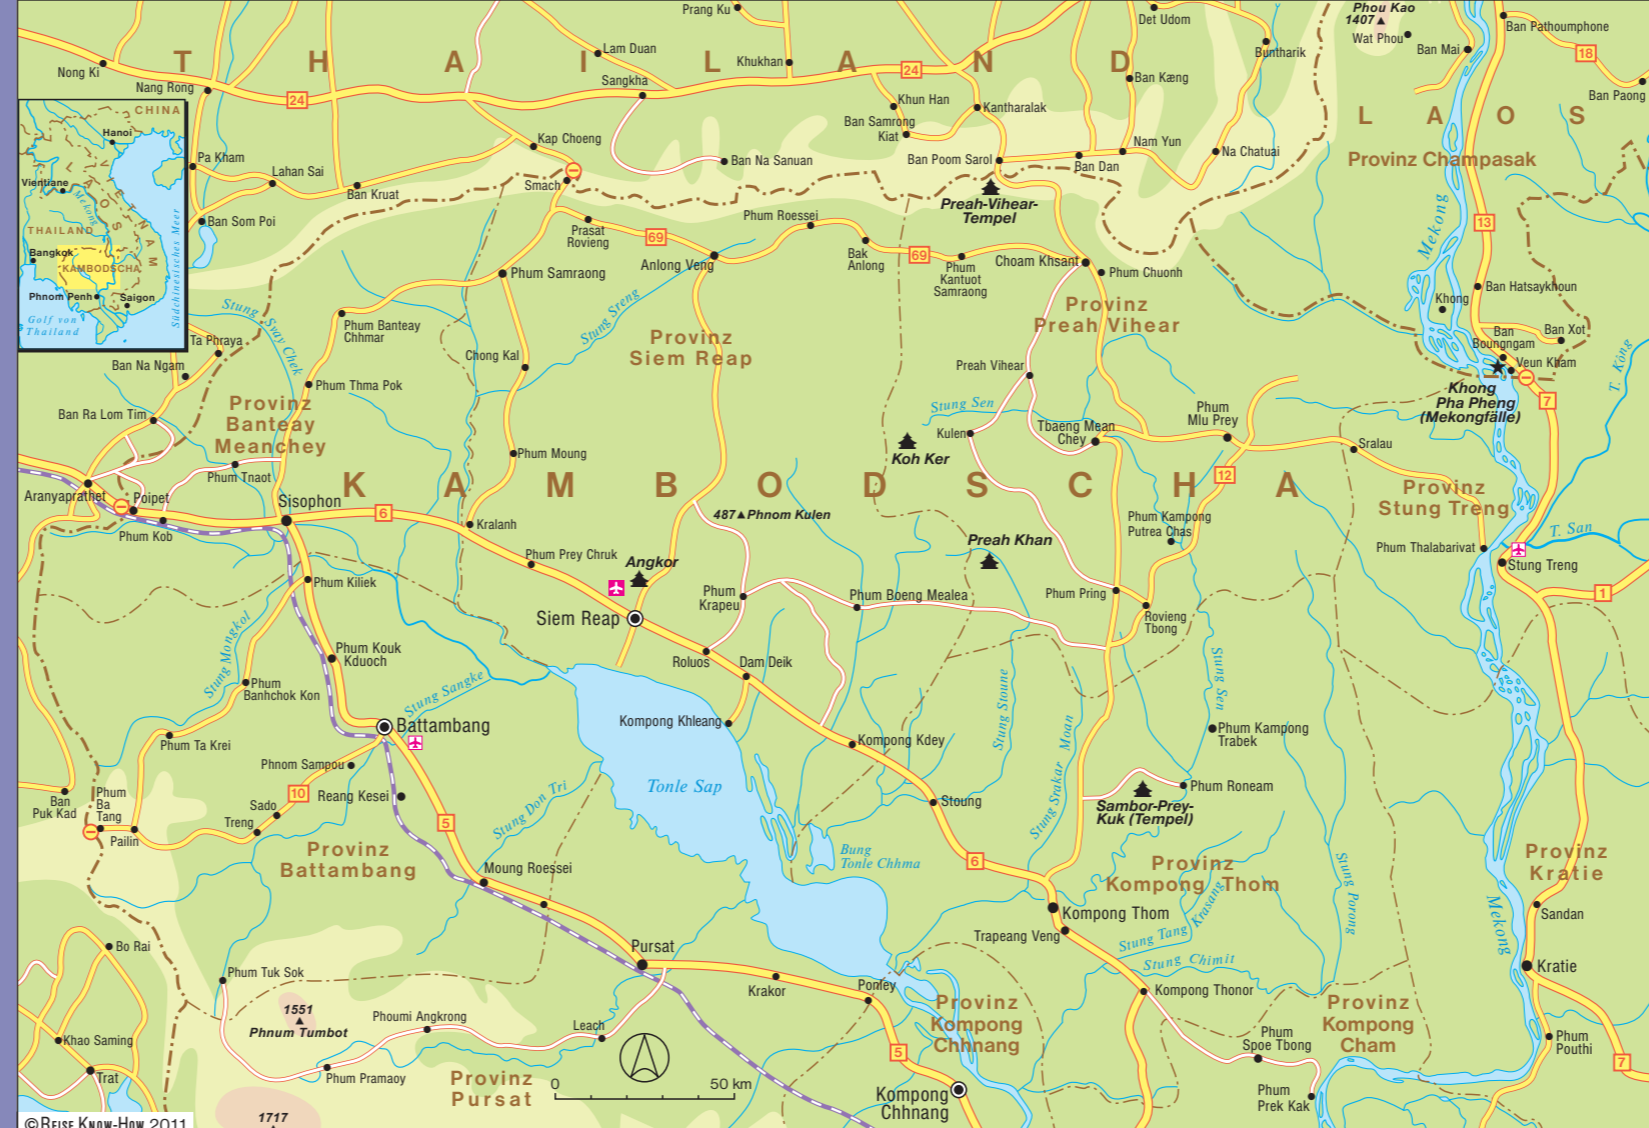 Prang Ku
Det Udom
Phou Kao
1407
Wat Phou
Ban Pathoumphone
Ban Mai
18
Ban Paong
Nong Ki
T H A I L A N D
Lam Duan
Khukhan
Buntharik
Nang Rong
24
Sangkha
24
Ban Kæng
Khun Han
Kantharalak
Ban Samrong
Kiat
L A O S
Provinz Champasak
Kap Choeng
Pa Kham
Lahan Sai
Ban Kruat
Smach
Ban Na Sanuan
Ban Poom Sarol
Ban Dan
Nam Yun
Na Chatuai
Ban Som Poi
Preah-Vihear-
Tempel
CHINA
Hanoi
Vientiane
LAOS
VIETNAM
Mekong
THAILAND
Bangkok
KAMBODSCHA
Phnom Penh
Saigon
Golf von
Thailand
Südchinesisches Meer
Prasat
Rovieng
69
Anlong Veng
Phum Roessei
Bak
Anlong
69
Phum
Kantuot
Samraong
Choam Khsant
Phum Chuonh
Mekong
13
Phum Samraong
Phum Banteay
Chhmar
Stung Svay Chek
Stung Sreng
Provinz
Siem Reap
Provinz
Preah Vihear
Ban Hatsaykhoun
Khong
Ban
Boungngam
Ban Xot
Veun Kham
Khong
Pha Pheng
(Mekongfälle)
7
T. Kong
Ta Phraya
Ban Na Ngam
Chong Kal
Phum Thma Pok
Provinz
Banteay
Meanchey
Ban Ra Lom Tim
Preah Vihear
Stung Sen
Kulen
Koh Ker
Tbaeng Mean
Chey
Phum
Mlu Prey
Sralau
12
Provinz
Stung Treng
Phum Moung
Phum Tnaot
Aranyaprathet
Poipet
Phum Kob
Sisophon
K A M B O D S C H A
6
Kralanh
487
Phnom Kulen
Phum Kampong
Putrea Chas
Phum Thalabarivat
T. San
Stung Treng
1
Phum Prey Chruk
Angkor
Siem Reap
Phum
Krapeu
Preah Khan
Phum Boeng Mealea
Phum Pring
Rovieng
Tbong
Phum Kiliek
Stung Mongkol
Phum Kouk
Kduoch
Phum
Banhchok Kon
Roluos
Dam Deik
Stung Sangke
Battambang
Phum Ta Krei
Kompong Khleang
Kompong Kdey
Stung Stoune
Stung Srakar Moan
Stung Sen
Phum Kampong
Trabek
Phnom Sampou
Reang Kesei
10
Sado
Treng
Ban
Puk Kad
Phum
Ba
Tang
Pailin
Tonle Sap
Stoung
Phum Roneam
Sambor-Prey-
Kuk (Tempel)
Stung Don Tri
5
Provinz
Battambang
Moung Roessei
Bung
Tonle Chhma
6
Provinz
Kompong Thom
Stung Porong
Provinz
Kratie
Kompong Thom
Trapeang Veng
Stung Tang Krasang
Stung Chimit
Mekong
Sandan
Kratie
Bo Rai
Pursat
Phum Tuk Sok
Krakor
Ponley
Kompong Thonor
1551
Phnum Tumbot
Phoumi Angkrong
Leach
Provinz
Kompong
Chhnang
Provinz
Kompong
Cham
Phum
Spoe Tbong
Phum
Pouthi
7
Khao Saming
Trat
Phum Pramaoy
Provinz
Pursat
0
50 km
5
Kompong
Chhnang
Phum
Prek Kak
1717
© REISE KNOW-HOW 2011